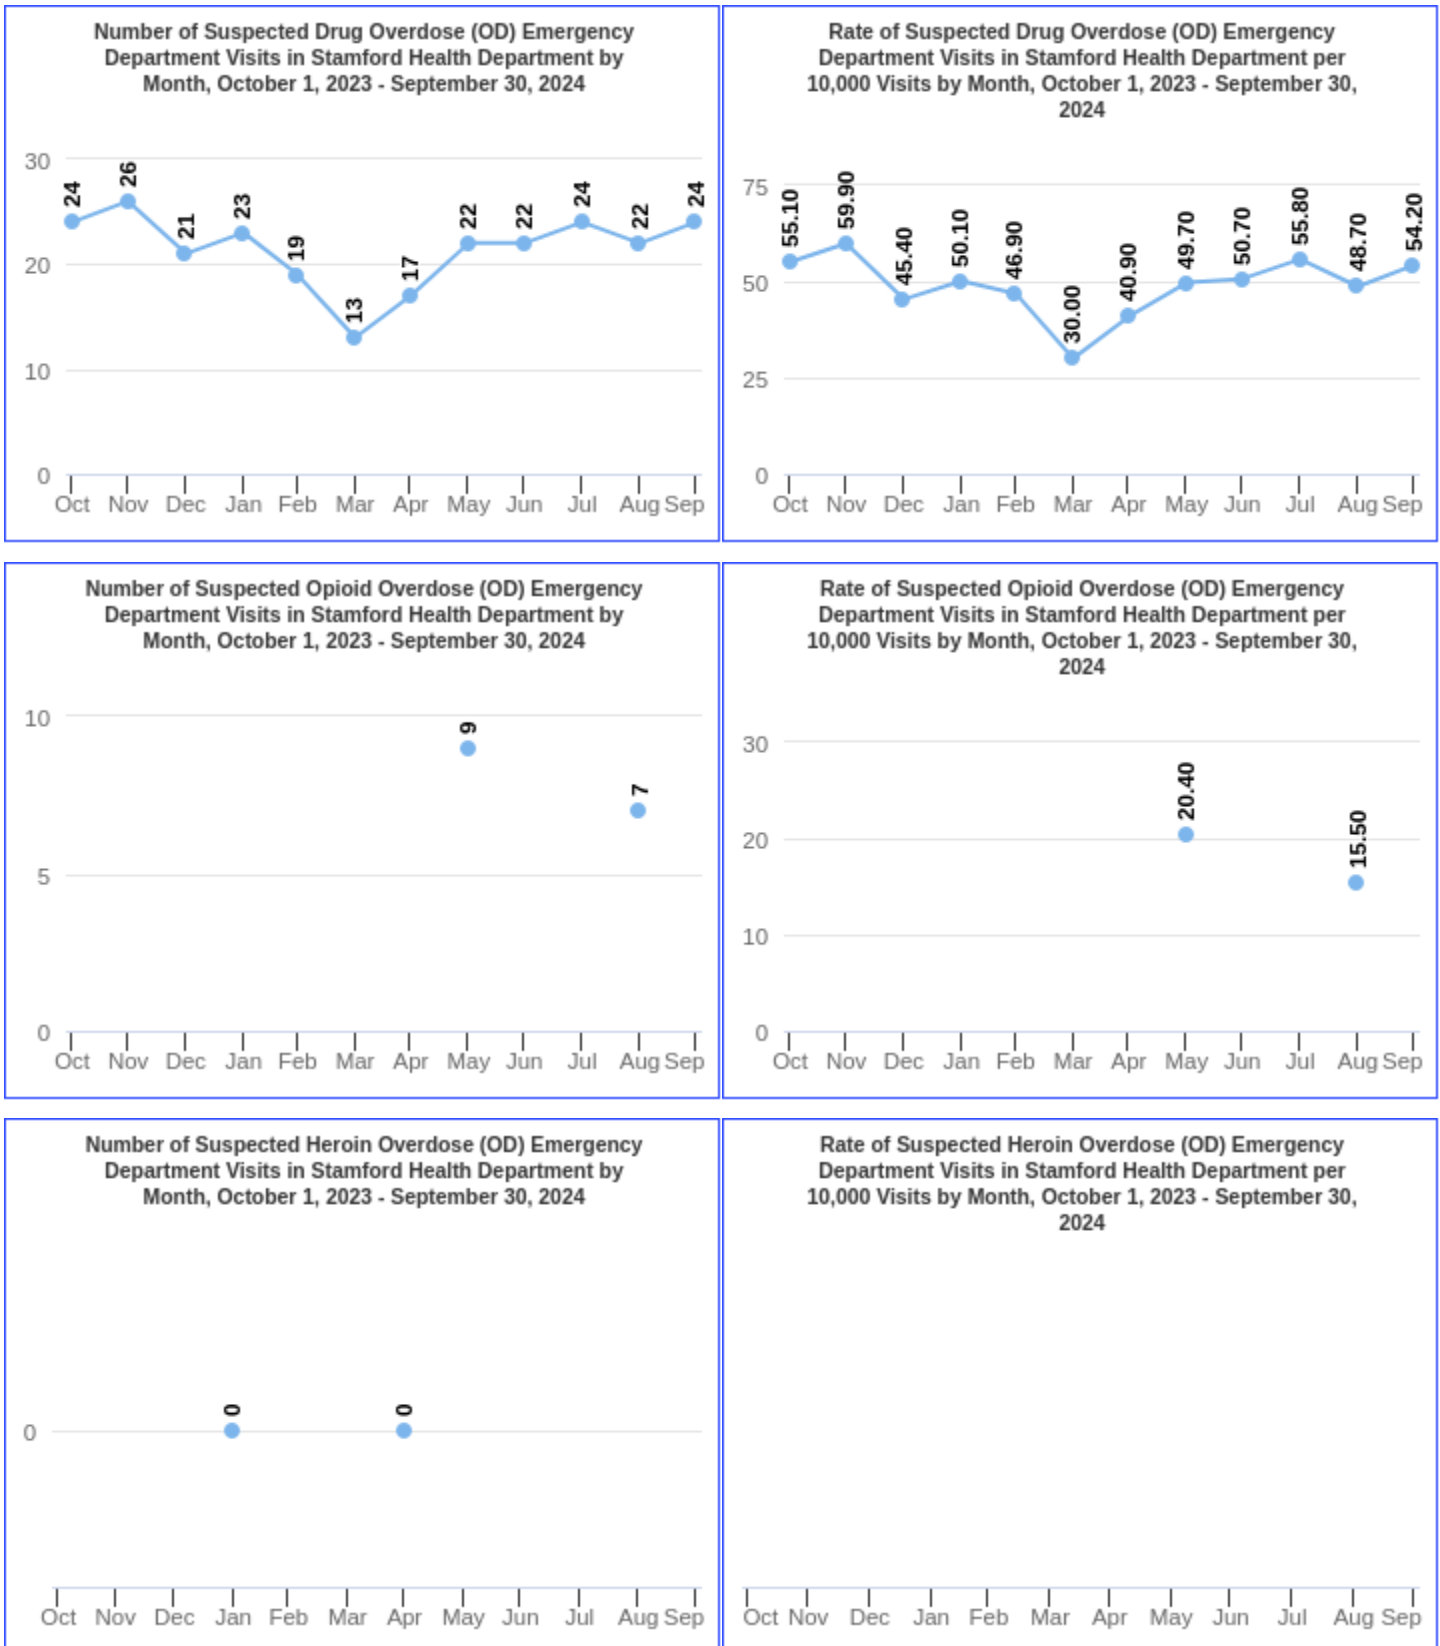 Number of Suspected Drug Overdose (OD) Emergency
Department Visits in Stamford Health Department by
Month, October 1, 2023 - September 30, 2024
30
20
10
0
24
26
21
23
19
13
17
22
22
24
22
24
Oct Nov Dec Jan Feb Mar Apr May Jun Jul Aug Sep
Rate of Suspected Drug Overdose (OD) Emergency
Department Visits in Stamford Health Department per
10,000 Visits by Month, October 1, 2023 - September 30,
2024
75
50
25
0
55.10
59.90
45.40
50.10
46.90
30.00
40.90
49.70
50.70
55.80
48.70
54.20
Oct Nov Dec Jan Feb Mar Apr May Jun Jul Aug Sep
Number of Suspected Opioid Overdose (OD) Emergency
Department Visits in Stamford Health Department by
Month, October 1, 2023 - September 30, 2024
10
5
0
9
7
Oct Nov Dec Jan Feb Mar Apr May Jun Jul Aug Sep
Rate of Suspected Opioid Overdose (OD) Emergency
Department Visits in Stamford Health Department per
10,000 Visits by Month, October 1, 2023 - September 30,
2024
30
20
10
0
20.40
15.50
Oct Nov Dec Jan Feb Mar Apr May Jun Jul Aug Sep
Number of Suspected Heroin Overdose (OD) Emergency
Department Visits in Stamford Health Department by
Month, October 1, 2023 - September 30, 2024
0
0
0
Oct Nov Dec Jan Feb Mar Apr May Jun Jul Aug Sep
Rate of Suspected Heroin Overdose (OD) Emergency
Department Visits in Stamford Health Department per
10,000 Visits by Month, October 1, 2023 - September 30,
2024
Oct Nov Dec Jan Feb Mar Apr May Jun Jul Aug Sep